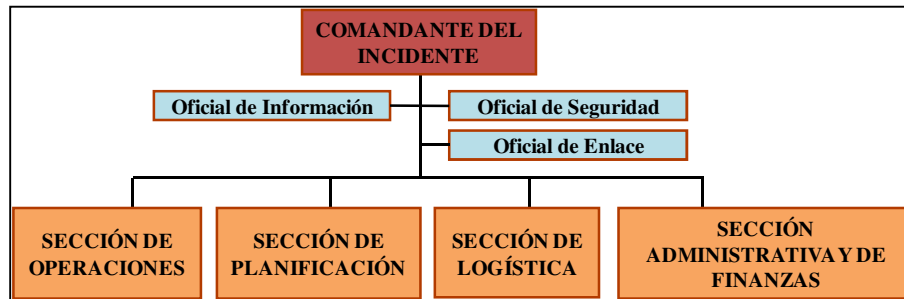 COMANDANTE DEL
INCIDENTE
Oficial de Información
Oficial de Seguridad
Oficial de Enlace
SECCIÓN DE
OPERACIONES
SECCIÓN DE
PLANIFICACIÓN
SECCIÓN DE
LOGÍSTICA
SECCIÓN
ADMINISTRATIVA Y DE
FINANZAS